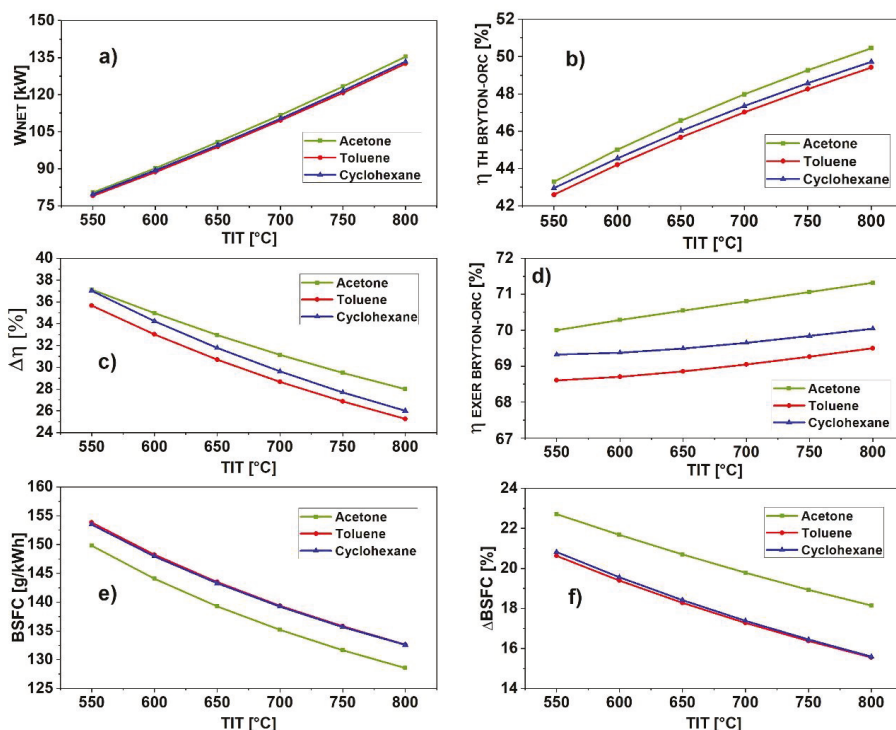 a)
WNET [kW]
150
135
120
105
90
75
Acetone
Toluene
Cyclohexane
550 600 650 700 750 800
TIT [°C]
b)
η TH BRYTON-ORC [%]
52
50
48
46
44
42
Acetone
Toluene
Cyclohexane
550 600 650 700 750 800
TIT [°C]
c)
Δη [%]
40
38
36
34
32
30
28
26
24
Acetone
Toluene
Cyclohexane
550 600 650 700 750 800
TIT [°C]
d)
η EXER BRYTON-ORC [%]
72
71
70
69
68
67
Acetone
Toluene
Cyclohexane
550 600 650 700 750 800
TIT [°C]
e)
BSFC [g/kWh]
160
155
150
145
140
135
130
125
Acetone
Toluene
Cyclohexane
550 600 650 700 750 800
TIT [°C]
f)
ΔBSFC [%]
24
22
20
18
16
14
Acetone
Toluene
Cyclohexane
550 600 650 700 750 800
TIT [°C]